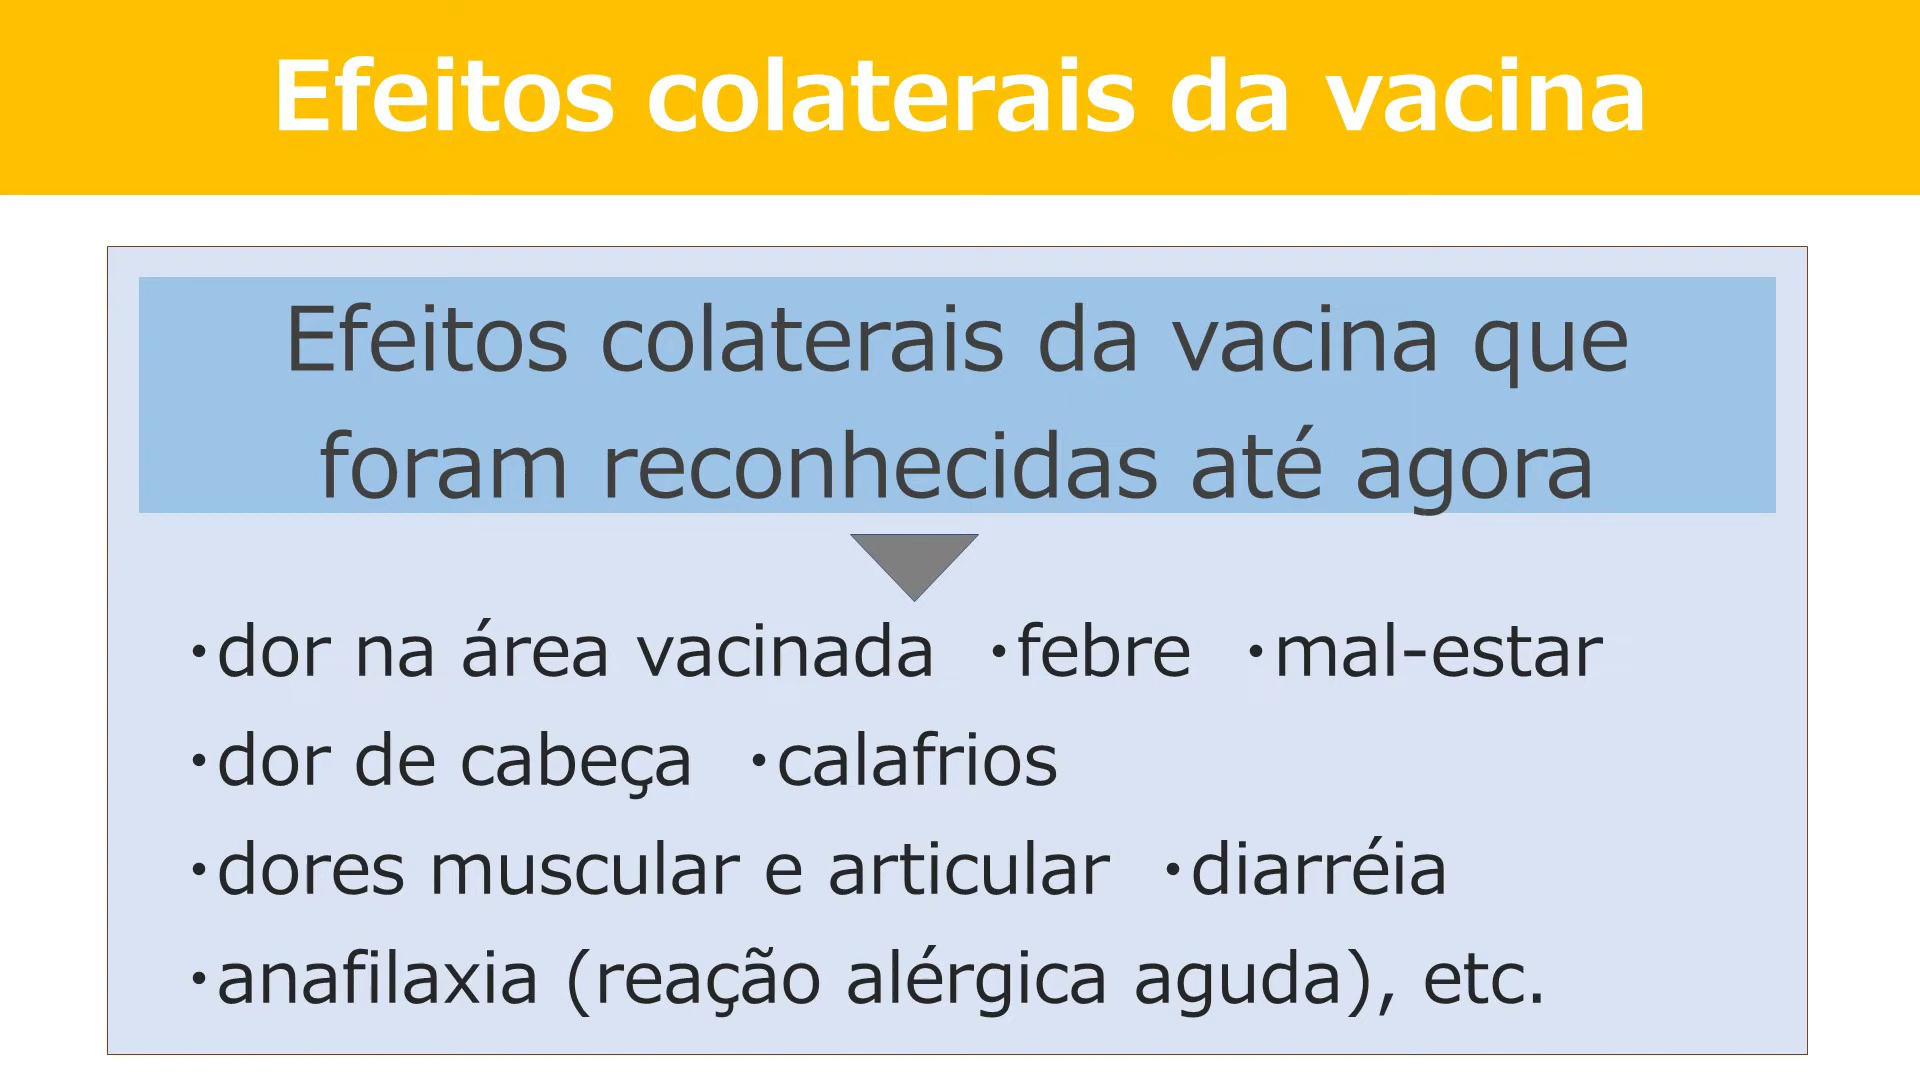 Efeitos colaterais da vacina
Efeitos colaterais da vacina que
foram reconhecidas até agora
・dor na área vacinada ・febre ・mal-estar
・dor de cabeça ・calafrios
・dores muscular e articular ・diarréia
・anafilaxia (reação alérgica aguda), etc.